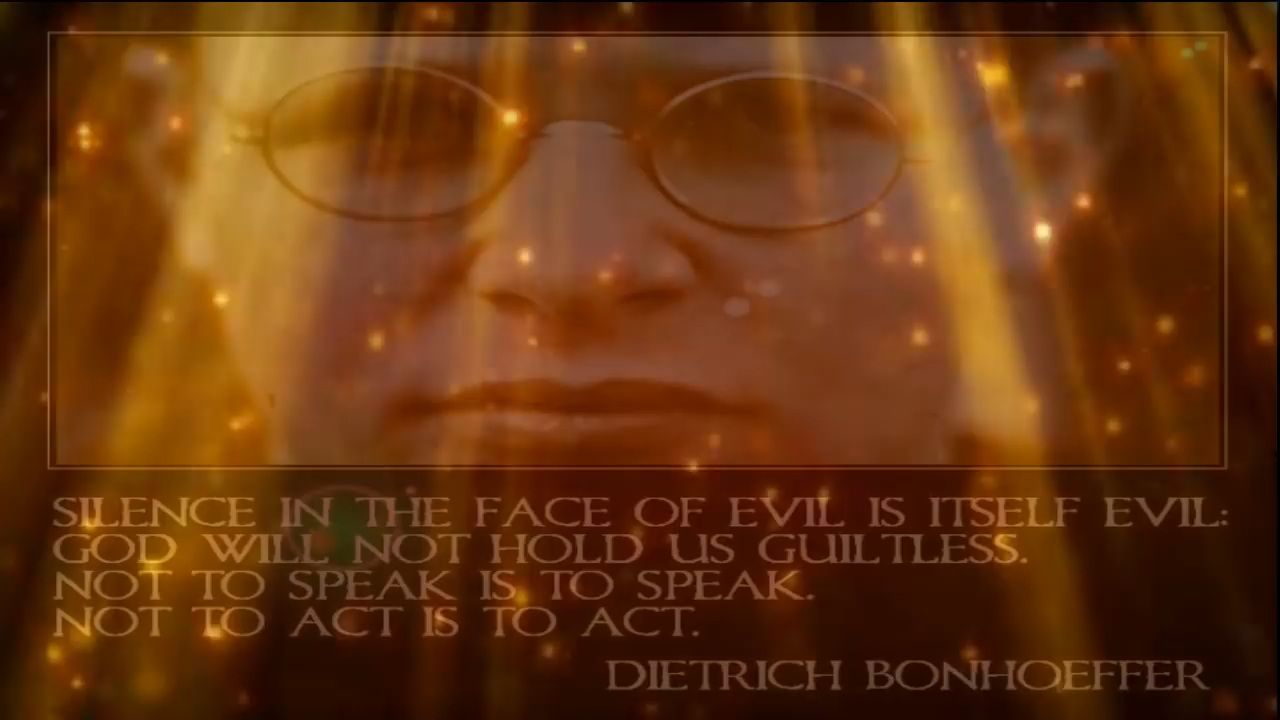 SILENCE IN THE FACE OF EVIL IS ITSELF EVIL:
GOD WILL NOT HOLD US GUILTLESS.
NOT TO SPEAK IS TO SPEAK.
NOT TO ACT IS TO ACT.
DIETRICH BONHOEFFER